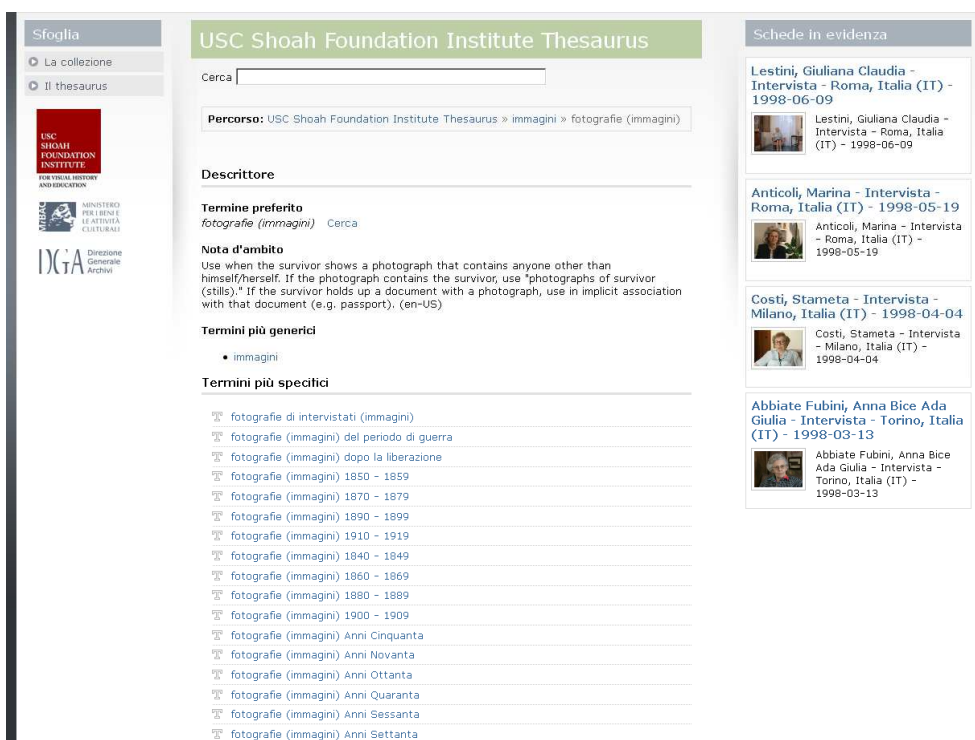 Sfoglia
La collezione
Il thesaurus
USC
SHOAH
FOUNDATION
INSTITUTE
FOR VISUAL HISTORY
AND EDUCATION
MiBAC
MINISTERO
PER I BENI E
LE ATTIVITÀ
CULTURALI
DGA Direzione
Generale
Archivi
USC Shoah Foundation Institute Thesaurus
Cerca
Percorso: USC Shoah Foundation Institute Thesaurus » immagini » fotografie (immagini)
Descrittore
Termine preferito
fotografie (immagini) Cerca
Nota d'ambito
Use when the survivor shows a photograph that contains anyone other than
himself/herself. If the photograph contains the survivor, use "photographs of survivor
(stills)." If the survivor holds up a document with a photograph, use in implicit association
with that document (e.g. passport). (en-US)
Termini più generici
immagini
Termini più specifici
fotografie di intervistati (immagini)
fotografie (immagini) del periodo di guerra
fotografie (immagini) dopo la liberazione
fotografie (immagini) 1850 - 1859
fotografie (immagini) 1870 - 1879
fotografie (immagini) 1890 - 1899
fotografie (immagini) 1910 - 1919
fotografie (immagini) 1840 - 1849
fotografie (immagini) 1860 - 1869
fotografie (immagini) 1880 - 1889
fotografie (immagini) 1900 - 1909
fotografie (immagini) Anni Cinquanta
fotografie (immagini) Anni Novanta
fotografie (immagini) Anni Ottanta
fotografie (immagini) Anni Quaranta
fotografie (immagini) Anni Sessanta
fotografie (immagini) Anni Settanta
Schede in evidenza
Lestini, Giuliana Claudia -
Intervista - Roma, Italia (IT) -
1998-06-09
Lestini, Giuliana Claudia -
Intervista - Roma, Italia
(IT) - 1998-06-09
Anticoli, Marina - Intervista -
Roma, Italia (IT) - 1998-05-19
Anticoli, Marina - Intervista
- Roma, Italia (IT) -
1998-05-19
Costi, Stameta - Intervista -
Milano, Italia (IT) - 1998-04-04
Costi, Stameta - Intervista
- Milano, Italia (IT) -
1998-04-04
Abbiate Fubini, Anna Bice Ada
Giulia - Intervista - Torino, Italia
(IT) - 1998-03-13
Abbiate Fubini, Anna Bice
Ada Giulia - Intervista -
Torino, Italia (IT) -
1998-03-13